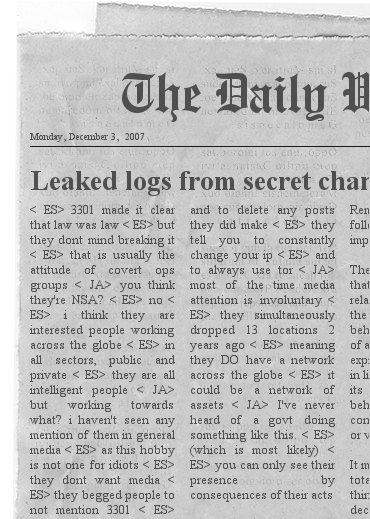 The Daily W
Monday, December 3, 2007
Leaked logs from secret char
< ES> 3301 made it clear
that law was law < ES> but
they dont mind breaking it
< ES> that is usually the
attitude of covert ops
groups < JA> you think
they're NSA? < ES> no <
ES> i think they are
interested people working
across the globe < ES> in
all sectors, public and
private < ES> they are all
intelligent people < JA>
but working towards
what? i haven't seen any
mention of them in general
media < ES> as this hobby
is not one for idiots < ES>
they dont want media <
ES> they begged people to
not mention 3301 < ES>
and to delete any posts
they did make < ES> they
tell you to constantly
change your ip < ES> and
to always use tor < JA>
most of the time media
attention is involuntary <
ES> they simultaneously
dropped 13 locations 2
years ago < ES> meaning
they DO have a network
across the globe < ES> it
could be a network of
assets < JA> I've never
heard of a govt doing
something like this. < ES>
(which is most likely) <
ES> you can only see their
presence by
consequences of their acts
Ren
follo
imp
The
that
rela
the
beh
of a
exp
in li
its
beh
con
or v
It m
tota
thin
dec